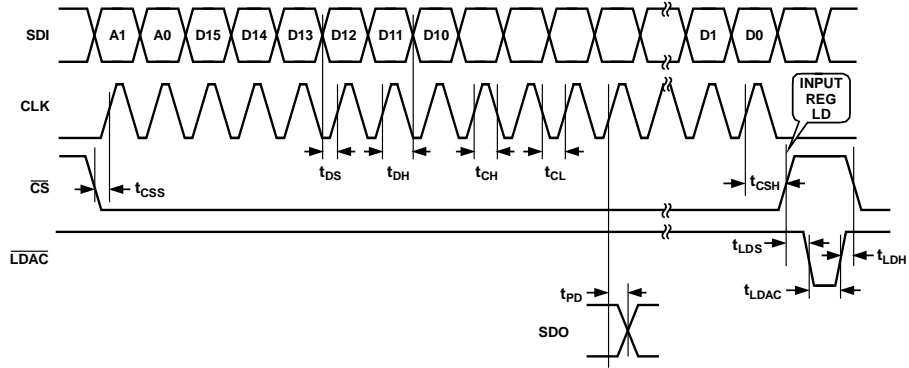 SDI A1 A0 D15 D14 D13 D12 D11 D10 D1 D0
CLK
INPUT
REG
LD
tDS tDH tCH tCL tCSH
CS tCSS
LDAC
tLDS tLDH
tLDAC
tPD
SDO